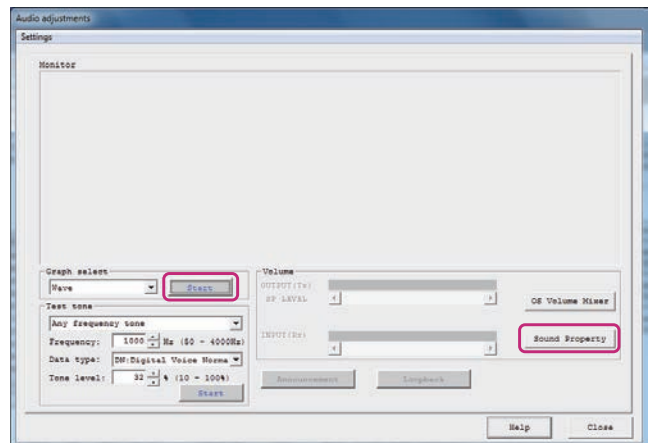 Audio adjustments
Settings
Monitor
Graph select
Wave
Start
Test tone
Any frequency tone
Frequency: 1000 Hz (50 - 4000Hz)
Data type: DN:Digital Voice Norma
Tone level: 32 % (10 - 100%)
Start
Volume
OUTPUT(Tx)
SP LEVEL
INPUT(Rx)
OS Volume Mixer
Sound Property
Announcement
Loopback
Help
Close